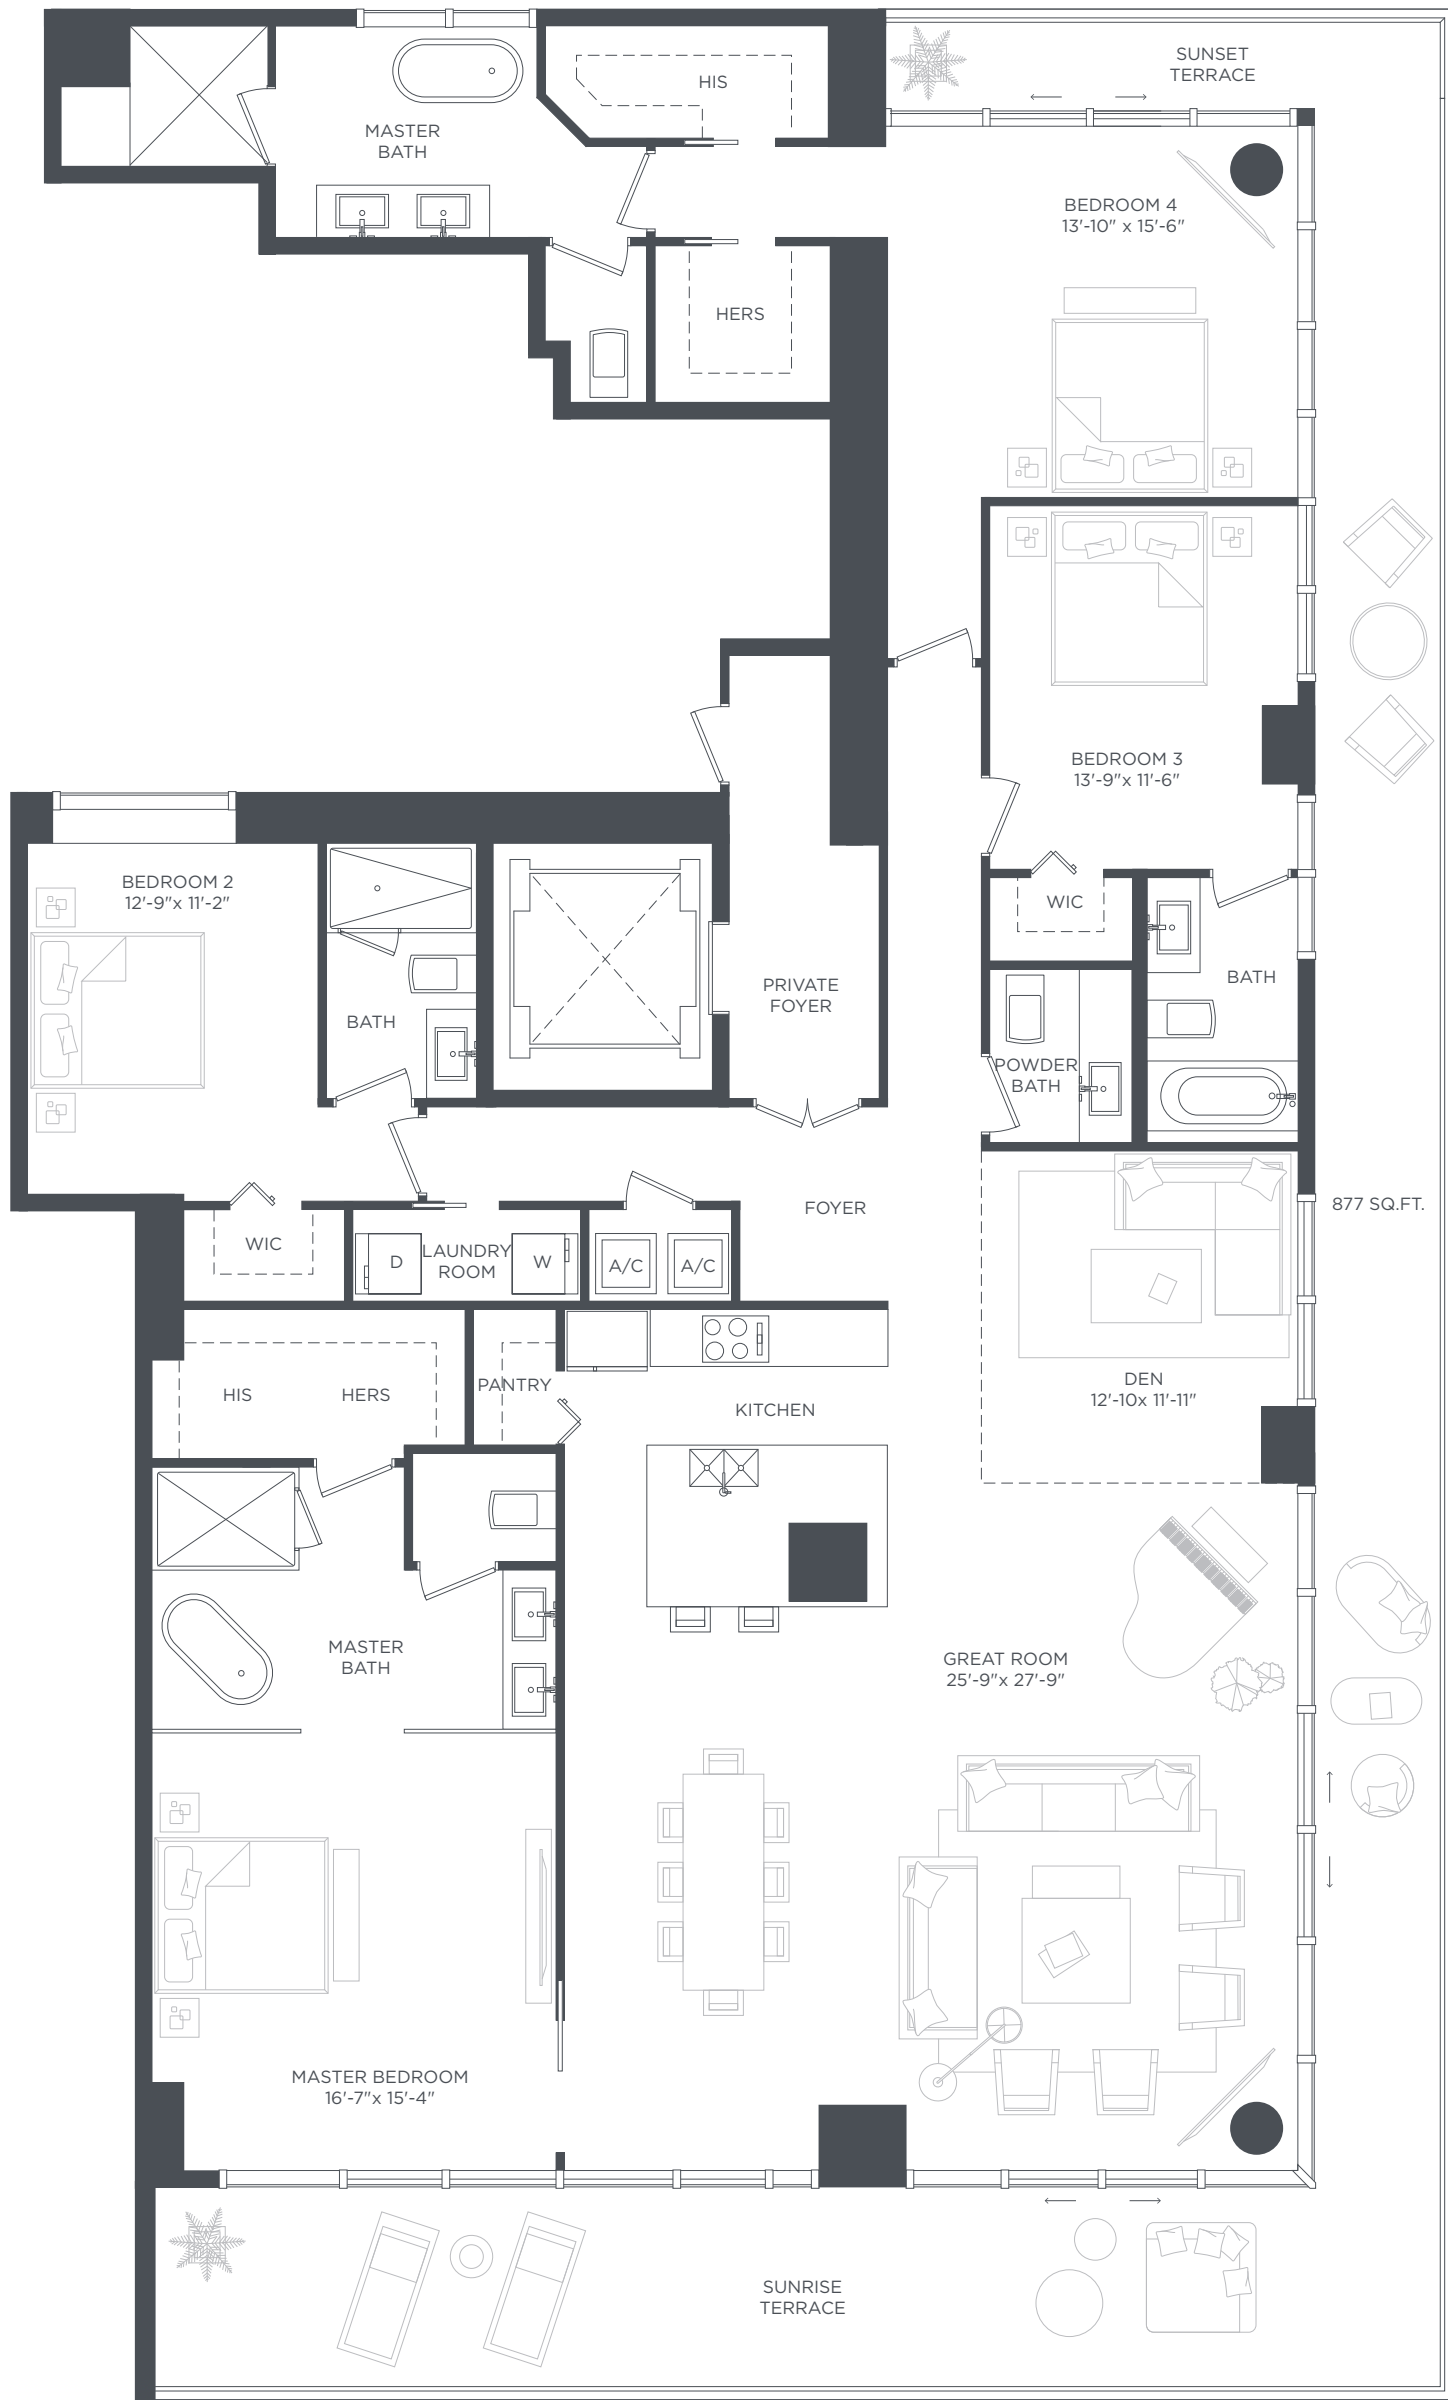 SUNSET
TERRACE
HIS
MASTER
BATH
BEDROOM 4
13'-10" x 15'-6"
HERS
BEDROOM 3
13'-9"x 11'-6"
BEDROOM 2
12'-9"x 11'-2"
WIC
BATH
PRIVATE
FOYER
BATH
POWDER
BATH
FOYER
877 SQ.FT.
WIC
D
LAUNDRY
ROOM
W
A/C
A/C
HIS
HERS
PANTRY
KITCHEN
DEN
12'-10x 11'-11"
MASTER
BATH
GREAT ROOM
25'-9"x 27'-9"
MASTER BEDROOM
16'-7"x 15'-4"
SUNRISE
TERRACE